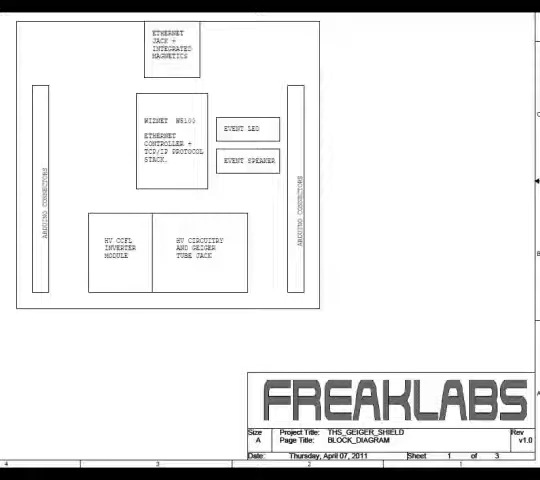 ETHERNET
JACK +
INTEGRATED
MAGNETICS
WIZNET W5100
ETHERNET
CONTROLLER +
TCP/IP PROTOCOL
STACK.
EVENT LED
EVENT SPEAKER
ARDUINO CONNECTORS
ARDUINO CONNECTORS
HV CCFL
INVERTER
MODULE
HV CIRCUITRY
AND GEIGER
TUBE JACK
C
B
A
FREAKLABS
Size
A
Project Title: THS_GEIGER_SHIELD
Page Title: BLOCK_DIAGRAM
Rev
v1.0
Date: Thursday, April 07, 2011 Sheet 1 of 3
4 3 2 1